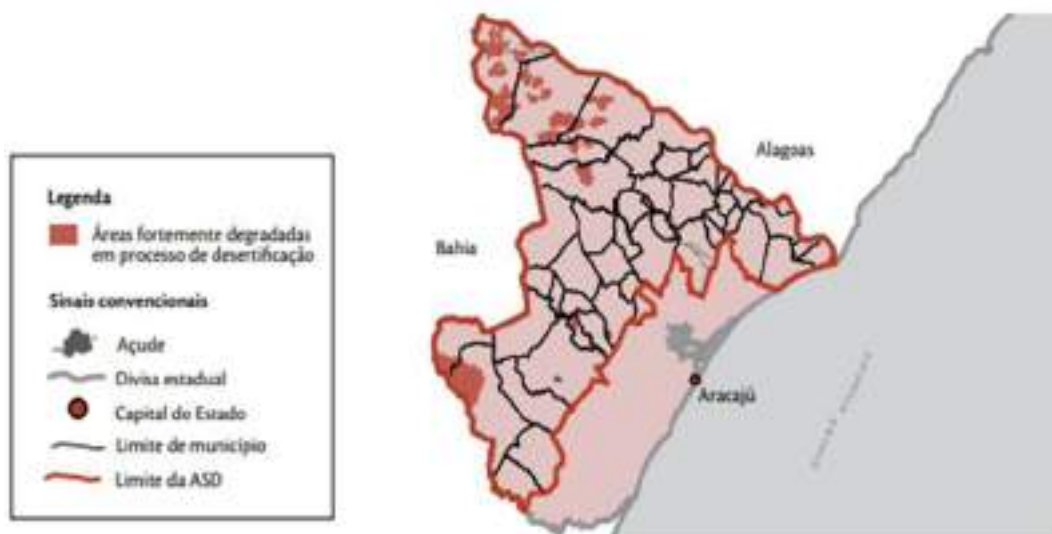 Legenda
Áreas fortemente degradadas
em processo de desertificação
Sinais convencionais
Açude
Divisa estadual
Capital do Estado
Limite de município
Limite da ASD
Alagoas
Bahia
Aracajú